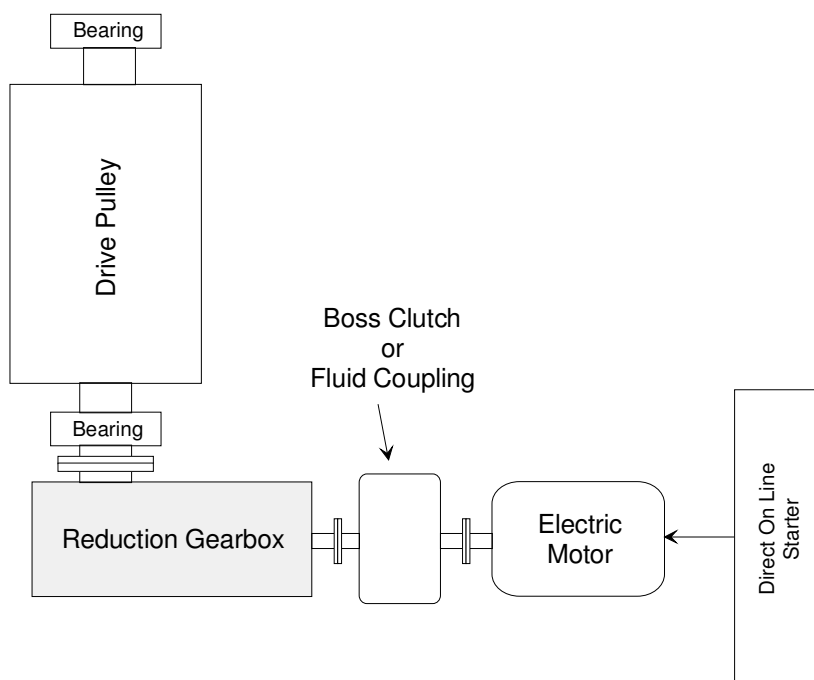 Bearing
Drive Pulley
Boss Clutch
or
Fluid Coupling
Bearing
Reduction Gearbox
Electric
Motor
Direct On Line
Starter